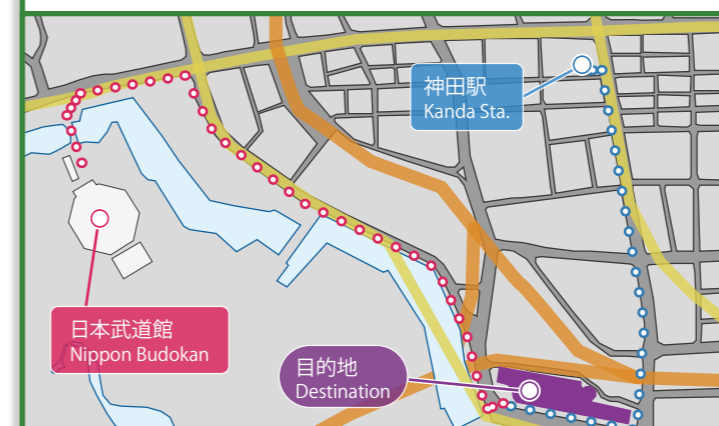 神田駅
Kanda Sta.
日本武道館
Nippon Budokan
目的地
Destination